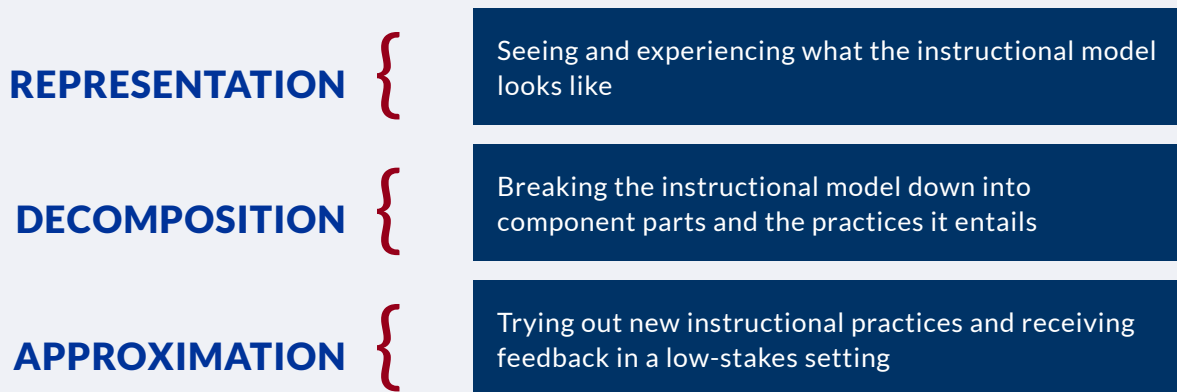 REPRESENTATION {
Seeing and experiencing what the instructional model
looks like
DECOMPOSITION {
Breaking the instructional model down into
component parts and the practices it entails
APPROXIMATION {
Trying out new instructional practices and receiving
feedback in a low-stakes setting